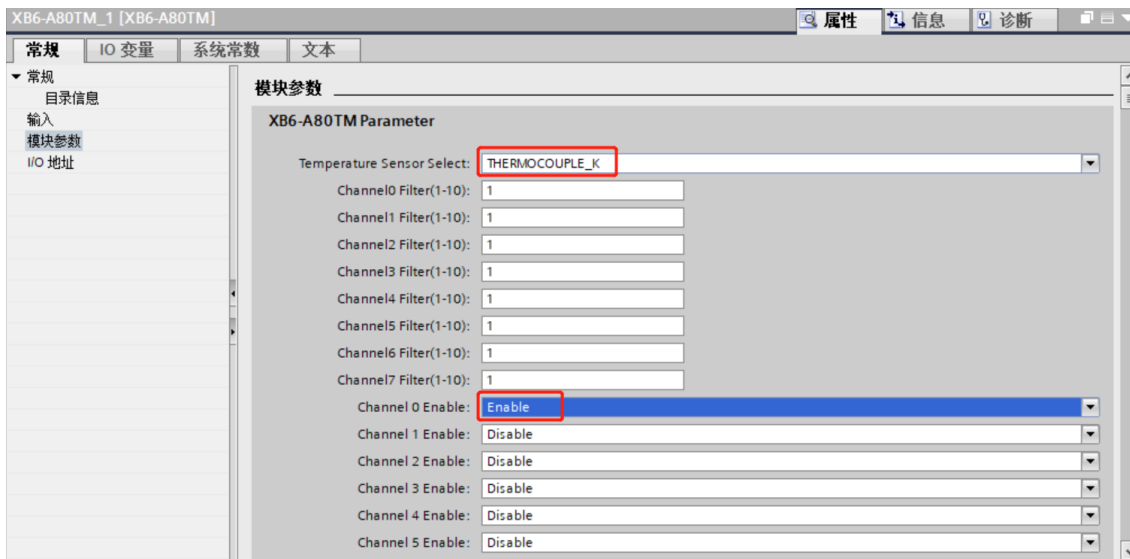 XB6-A80TM_1 [XB6-A80TM]
属性 信息 诊断
常规 IO 变量 系统常数 文本
常规
目录信息
输入
模块参数
I/O 地址
模块参数
XB6-A80TM Parameter
Temperature Sensor Select: THERMOCOUPLE_K
Channel0 Filter(1-10): 1
Channel1 Filter(1-10): 1
Channel2 Filter(1-10): 1
Channel3 Filter(1-10): 1
Channel4 Filter(1-10): 1
Channel5 Filter(1-10): 1
Channel6 Filter(1-10): 1
Channel7 Filter(1-10): 1
Channel 0 Enable: Enable
Channel 1 Enable: Disable
Channel 2 Enable: Disable
Channel 3 Enable: Disable
Channel 4 Enable: Disable
Channel 5 Enable: Disable